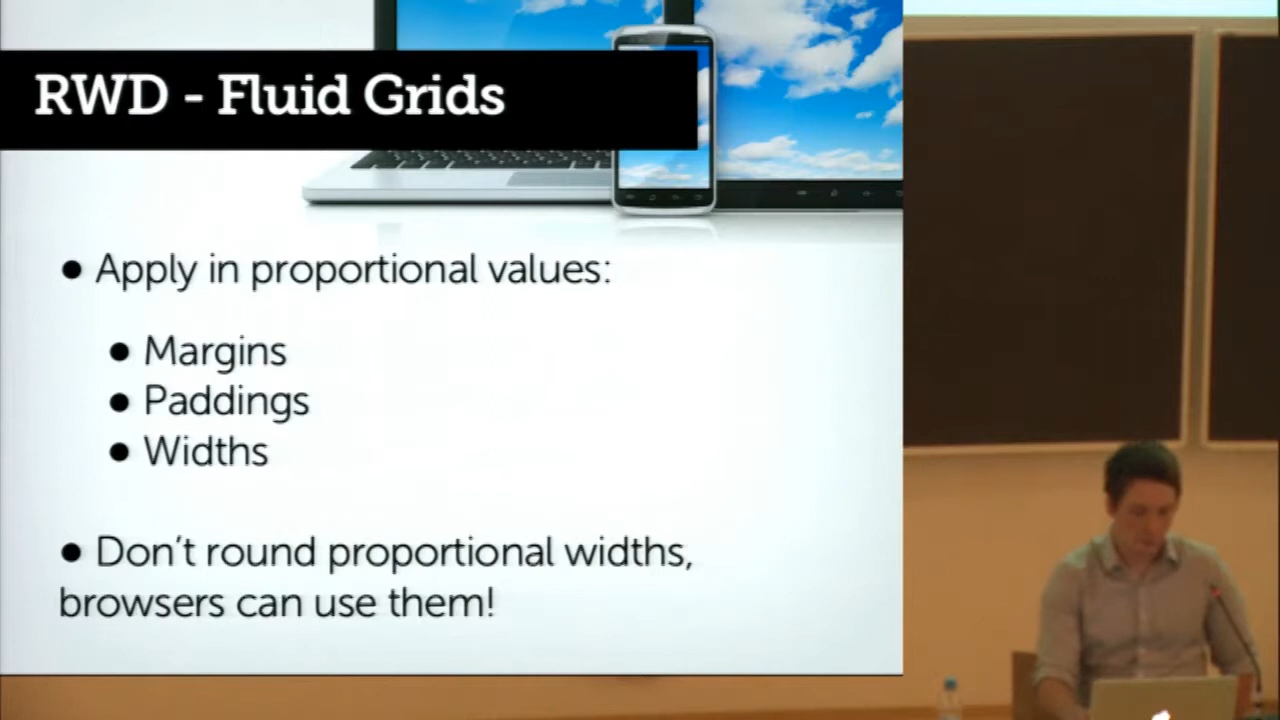 RWD - Fluid Grids
● Apply in proportional values:
● Margins
● Paddings
● Widths
● Don't round proportional widths,
browsers can use them!